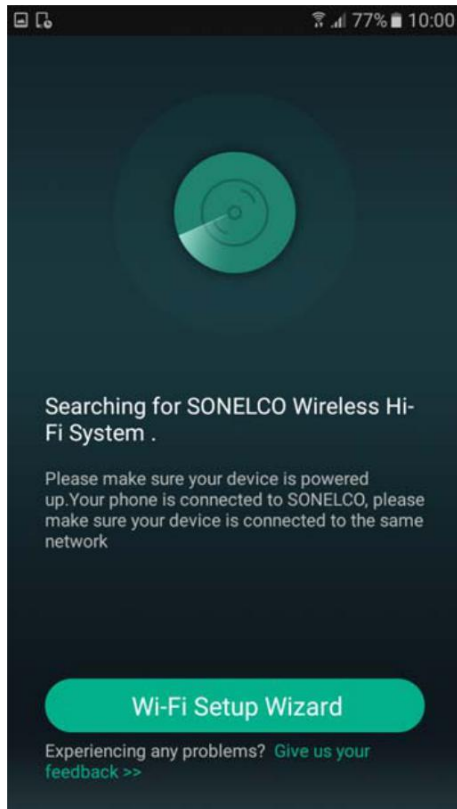 77% 10:00
Searching for SONELCO Wireless Hi-
Fi System .
Please make sure your device is powered
up.Your phone is connected to SONELCO, please
make sure your device is connected to the same
network
Wi-Fi Setup Wizard
Experiencing any problems? Give us your
feedback >>